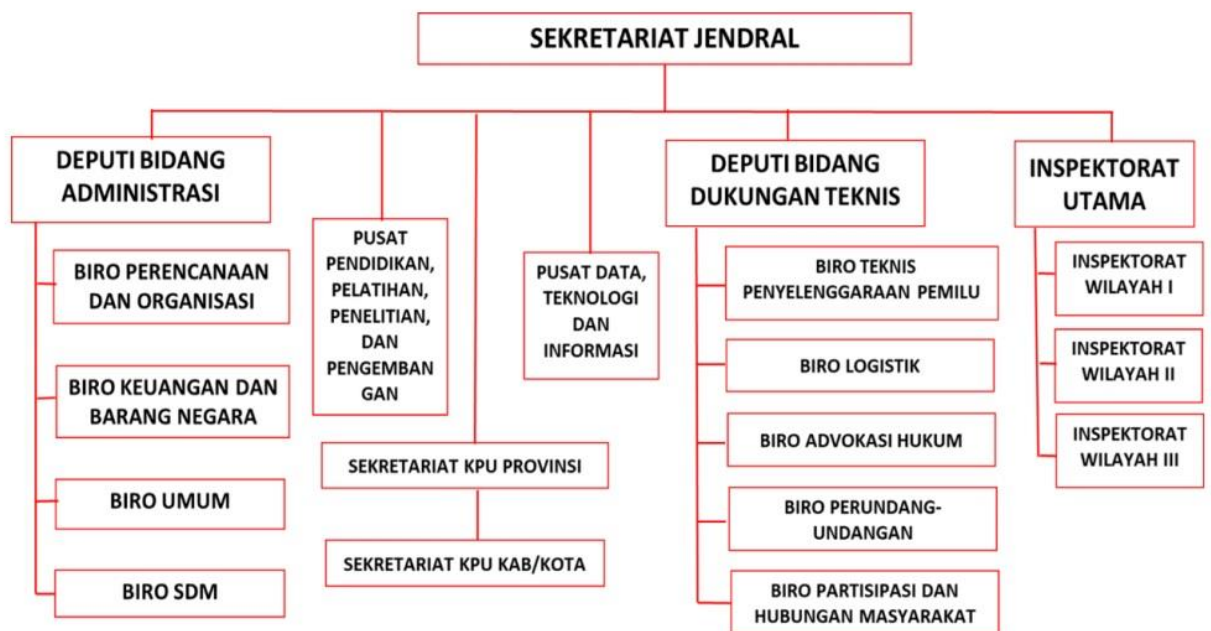 SEKRETARIAT JENDRAL
DEPUTI BIDANG
ADMINISTRASI
BIRO PERENCANAAN
DAN ORGANISASI
BIRO KEUANGAN DAN
BARANG NEGARA
BIRO UMUM
BIRO SDM
PUSAT
PENDIDIKAN,
PELATIHAN,
PENELITIAN,
DAN
PENGEMBAN
GAN
SEKRETARIAT KPU PROVINSI
SEKRETARIAT KPU KAB/KOTA
PUSAT DATA,
TEKNOLOGI
DAN
INFORMASI
DEPUTI BIDANG
DUKUNGAN TEKNIS
BIRO TEKNIS
PENYELENGGARAAN PEMILU
BIRO LOGISTIK
BIRO ADVOKASI HUKUM
BIRO PERUNDANG-
UNDANGAN
BIRO PARTISIPASI DAN
HUBUNGAN MASYARAKAT
INSPEKTORAT
UTAMA
INSPEKTORAT
WILAYAH I
INSPEKTORAT
WILAYAH II
INSPEKTORAT
WILAYAH III